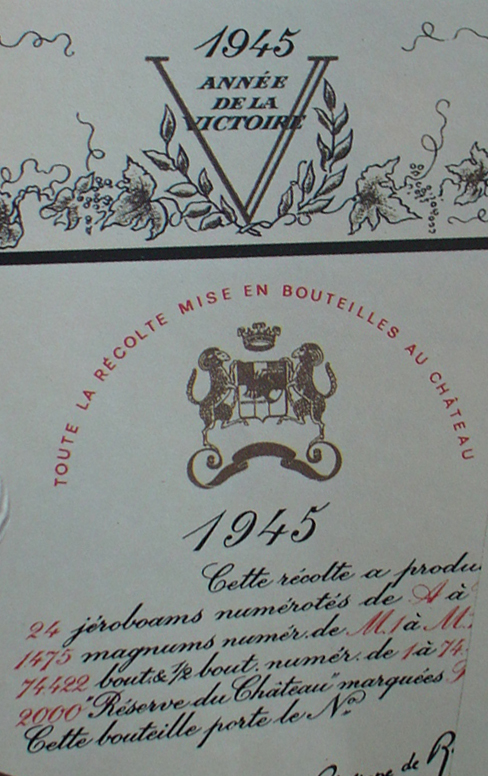 1945
ANNÉE
DE LA
VICTOIRE
TOUTE LA RÉCOLTE MISE EN BOUTEILLES AU CHÂTEAU
1945
Cette récolte a produ
24 jéroboams numérotés de A à
1475 magnums numér. de M.1 à M.
74422 bout. & ½ bout. numér. de 1 à 74
2000 "Réserve du Château" marquées
Cette bouteille porte le Nº
de R.